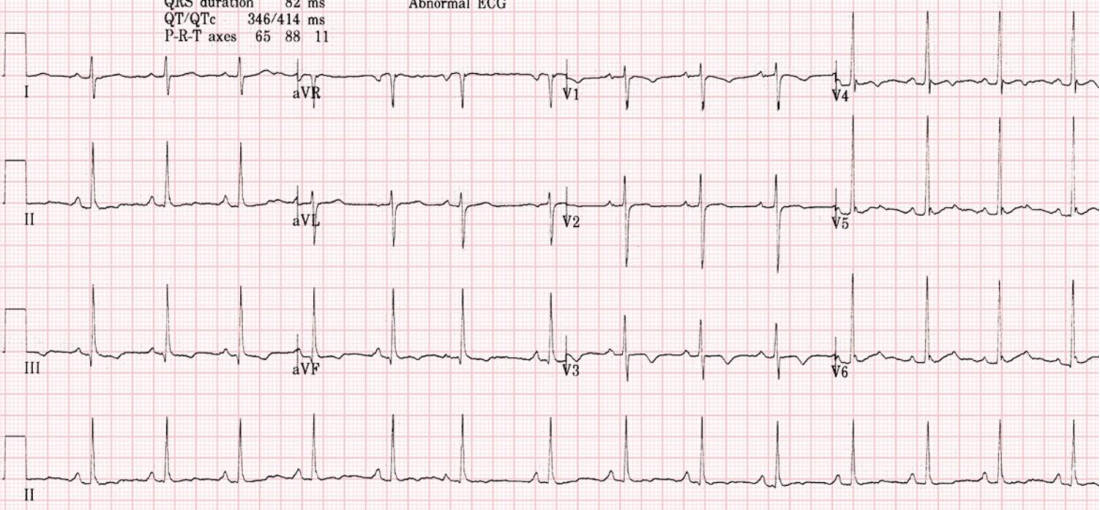 QRS duration 82 ms
Abnormal ECG
QT/QTc 346/414 ms
P-R-T axes 65 88 11
I aVR V1 V4
II aVL V2 V5
III aVF V3 V6
II